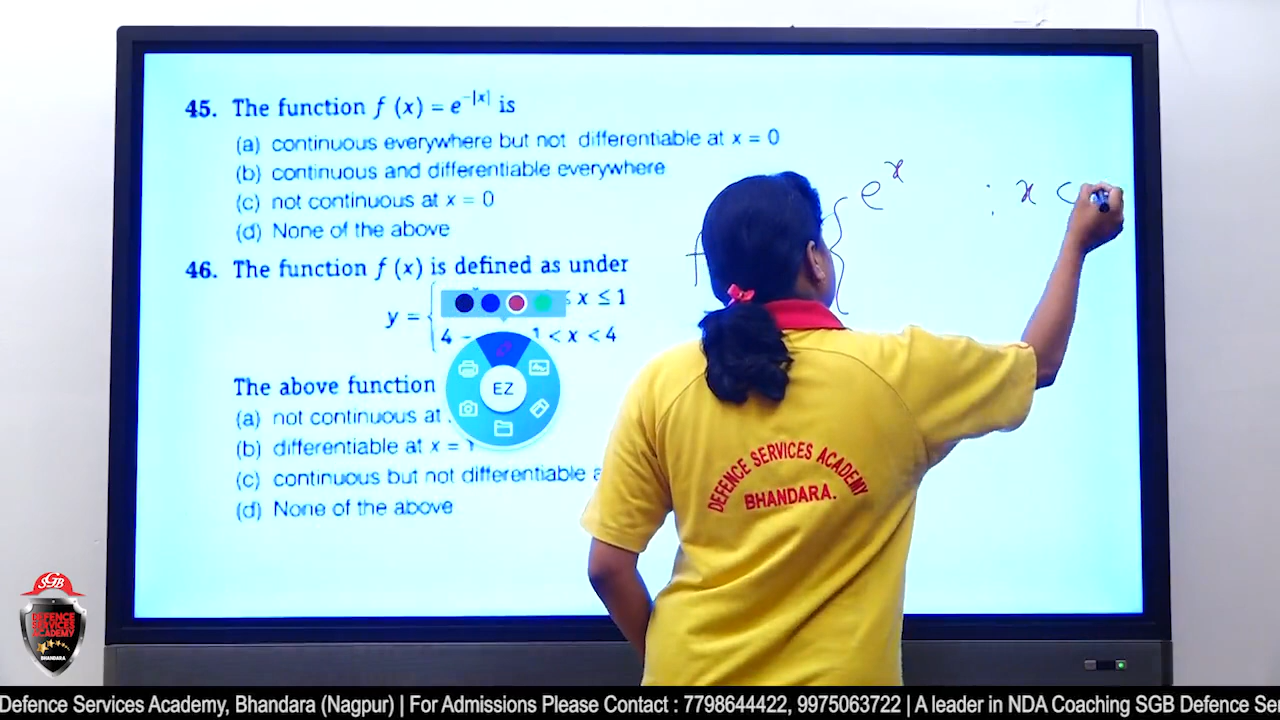 45. The function f (x) = e^-|x| is
(a) continuous everywhere but not differentiable at x = 0
(b) continuous and differentiable everywhere
(c) not continuous at x = 0
(d) None of the above
46. The function f (x) is defined as under
y = { x ≤ 1
4 - 1 < x < 4
The above function
(a) not continuous at
(b) differentiable at x = 1
(c) continuous but not differentiable
(d) None of the above
e^x ; x <
EZ
DEFENCE SERVICES ACADEMY
BHANDARA.
SGB
DEFENCE
SERVICES
ACADEMY
BHANDARA
Defence Services Academy, Bhandara (Nagpur) | For Admissions Please Contact : 7798644422, 9975063722 | A leader in NDA Coaching SGB Defence Ser